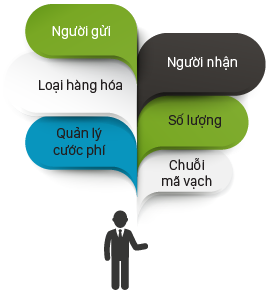 Người gửi
Người nhận
Loại hàng hóa
Số lượng
Quản lý
cước phí
Chuỗi
mã vạch